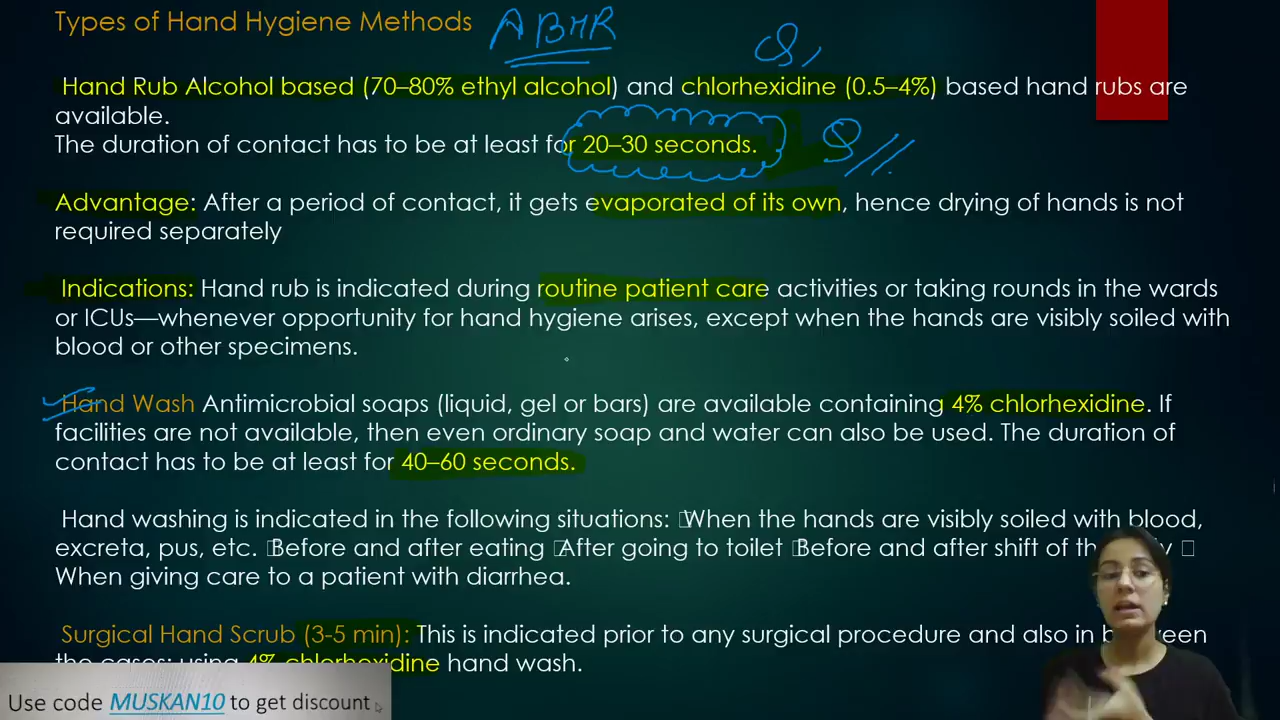 Types of Hand Hygiene Methods ABHR
Hand Rub Alcohol based (70–80% ethyl alcohol) and chlorhexidine (0.5–4%) based hand rubs are
available.
The duration of contact has to be at least for 20–30 seconds.
Advantage: After a period of contact, it gets evaporated of its own, hence drying of hands is not
required separately
Indications: Hand rub is indicated during routine patient care activities or taking rounds in the wards
or ICUs—whenever opportunity for hand hygiene arises, except when the hands are visibly soiled with
blood or other specimens.
Hand Wash Antimicrobial soaps (liquid, gel or bars) are available containing 4% chlorhexidine. If
facilities are not available, then even ordinary soap and water can also be used. The duration of
contact has to be at least for 40–60 seconds.
Hand washing is indicated in the following situations: When the hands are visibly soiled with blood,
excreta, pus, etc. Before and after eating After going to toilet Before and after shift of
When giving care to a patient with diarrhea.
Surgical Hand Scrub (3-5 min): This is indicated prior to any surgical procedure and also in
the cases; using 4% chlorhexidine hand wash.
Use code MUSKAN10 to get discount